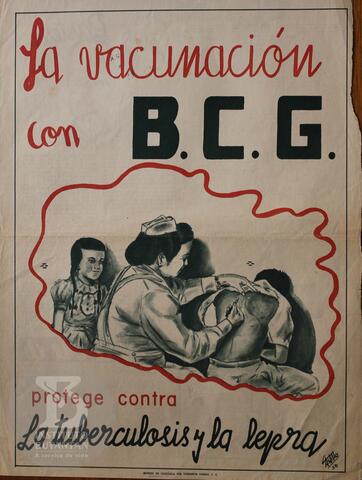 La vacunación
con B.C.G.
protege contra
La tuberculosis y la lepra